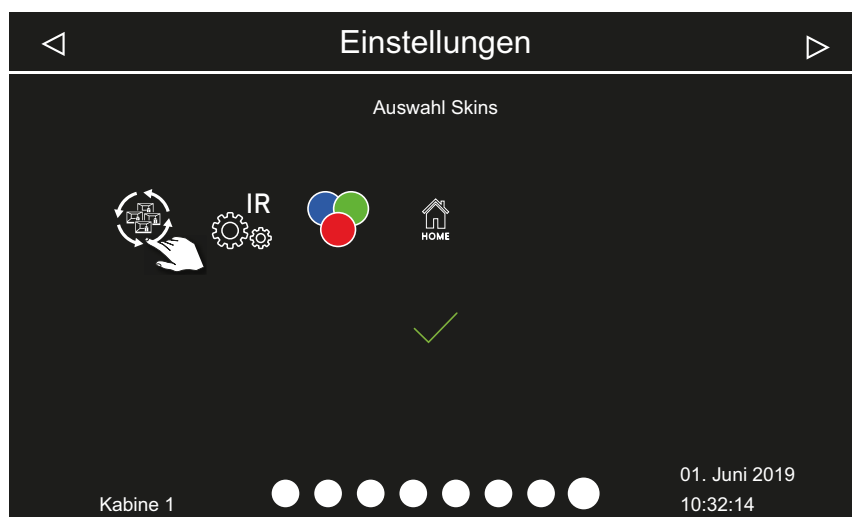 Einstellungen
Auswahl Skins
IR
HOME
Kabine 1
01. Juni 2019
10:32:14